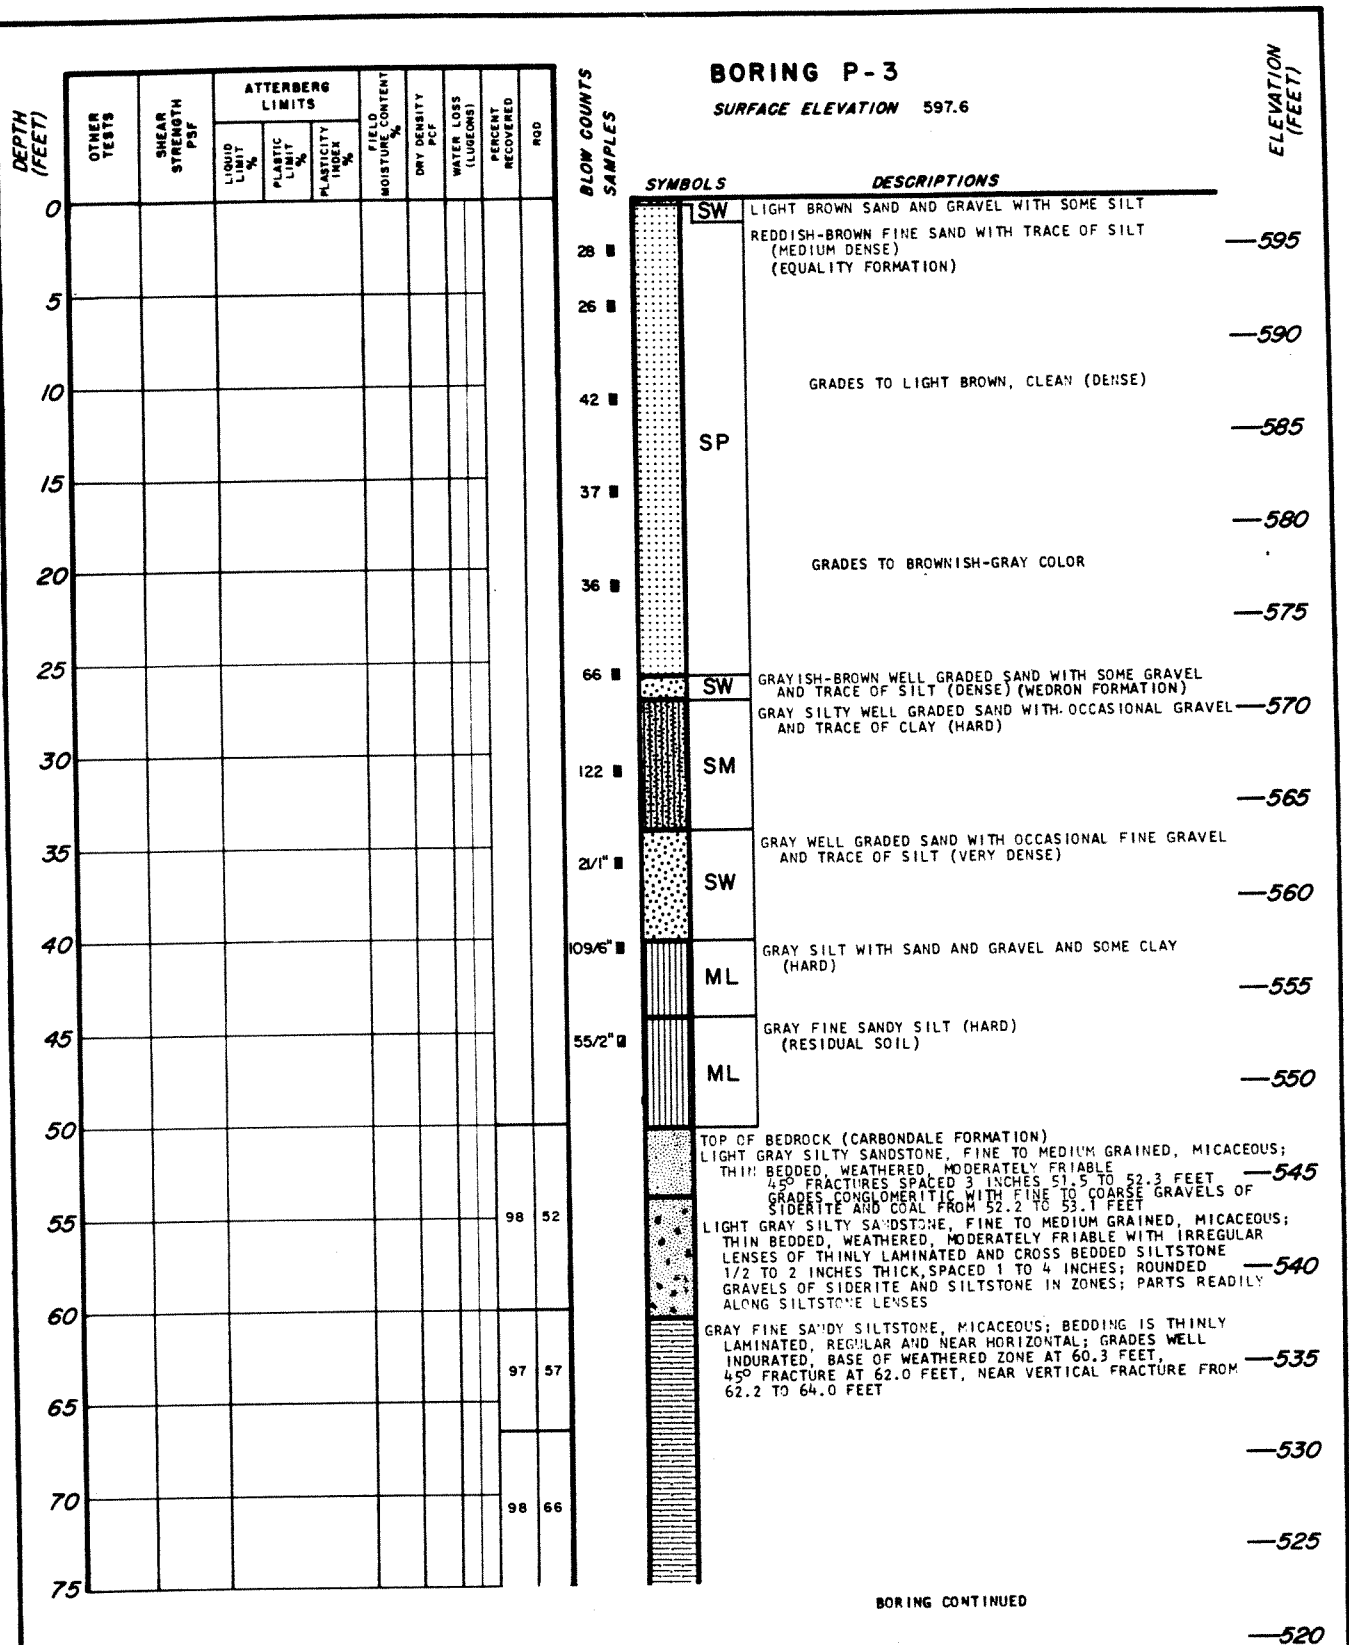 BORING P-3
SURFACE ELEVATION 597.6
DEPTH (FEET)
OTHER TESTS
SHEAR STRENGTH PSF
ATTERBERG LIMITS
LIQUID LIMIT %
PLASTIC LIMIT %
PLASTICITY INDEX %
FIELD MOISTURE CONTENT %
DRY DENSITY PCF
WATER LOSS (LUGEONS)
PERCENT RECOVERED
RQD
BLOW COUNTS
SAMPLES
SYMBOLS
DESCRIPTIONS
ELEVATION (FEET)
0
SW
LIGHT BROWN SAND AND GRAVEL WITH SOME SILT
REDDISH-BROWN FINE SAND WITH TRACE OF SILT
(MEDIUM DENSE)
(EQUALITY FORMATION)
595
28
5
26
590
10
42
GRADES TO LIGHT BROWN, CLEAN (DENSE)
585
SP
15
37
580
20
36
GRADES TO BROWNISH-GRAY COLOR
575
25
66
SW
GRAYISH-BROWN WELL GRADED SAND WITH SOME GRAVEL
AND TRACE OF SILT (DENSE) (WEDRON FORMATION)
GRAY SILTY WELL GRADED SAND WITH OCCASIONAL GRAVEL
AND TRACE OF CLAY (HARD)
570
30
122
SM
565
35
21/1"
GRAY WELL GRADED SAND WITH OCCASIONAL FINE GRAVEL
AND TRACE OF SILT (VERY DENSE)
SW
560
40
109/6"
GRAY SILT WITH SAND AND GRAVEL AND SOME CLAY
(HARD)
ML
555
45
55/2"
GRAY FINE SANDY SILT (HARD)
(RESIDUAL SOIL)
ML
550
50
TOP OF BEDROCK (CARBONDALE FORMATION)
LIGHT GRAY SILTY SANDSTONE, FINE TO MEDIUM GRAINED, MICACEOUS;
THIN BEDDED, WEATHERED, MODERATELY FRIABLE
545
45° FRACTURES SPACED 3 INCHES 51.5 TO 52.3 FEET
GRADES CONGLOMERITIC WITH FINE TO COARSE GRAVELS OF
SIDERITE AND COAL FROM 52.2 TO 53.1 FEET
55
98
52
LIGHT GRAY SILTY SANDSTONE, FINE TO MEDIUM GRAINED, MICACEOUS;
THIN BEDDED, WEATHERED, MODERATELY FRIABLE WITH IRREGULAR
LENSES OF THINLY LAMINATED AND CROSS BEDDED SILTSTONE
1/2 TO 2 INCHES THICK, SPACED 1 TO 4 INCHES; ROUNDED
540
GRAVELS OF SIDERITE AND SILTSTONE IN ZONES; PARTS READILY
ALONG SILTSTONE LENSES
60
GRAY FINE SANDY SILTSTONE, MICACEOUS; BEDDING IS THINLY
LAMINATED, REGULAR AND NEAR HORIZONTAL; GRADES WELL
INDURATED, BASE OF WEATHERED ZONE AT 60.3 FEET,
535
45° FRACTURE AT 62.0 FEET, NEAR VERTICAL FRACTURE FROM
62.2 TO 64.0 FEET
97
57
65
530
70
98
66
525
75
BORING CONTINUED
520